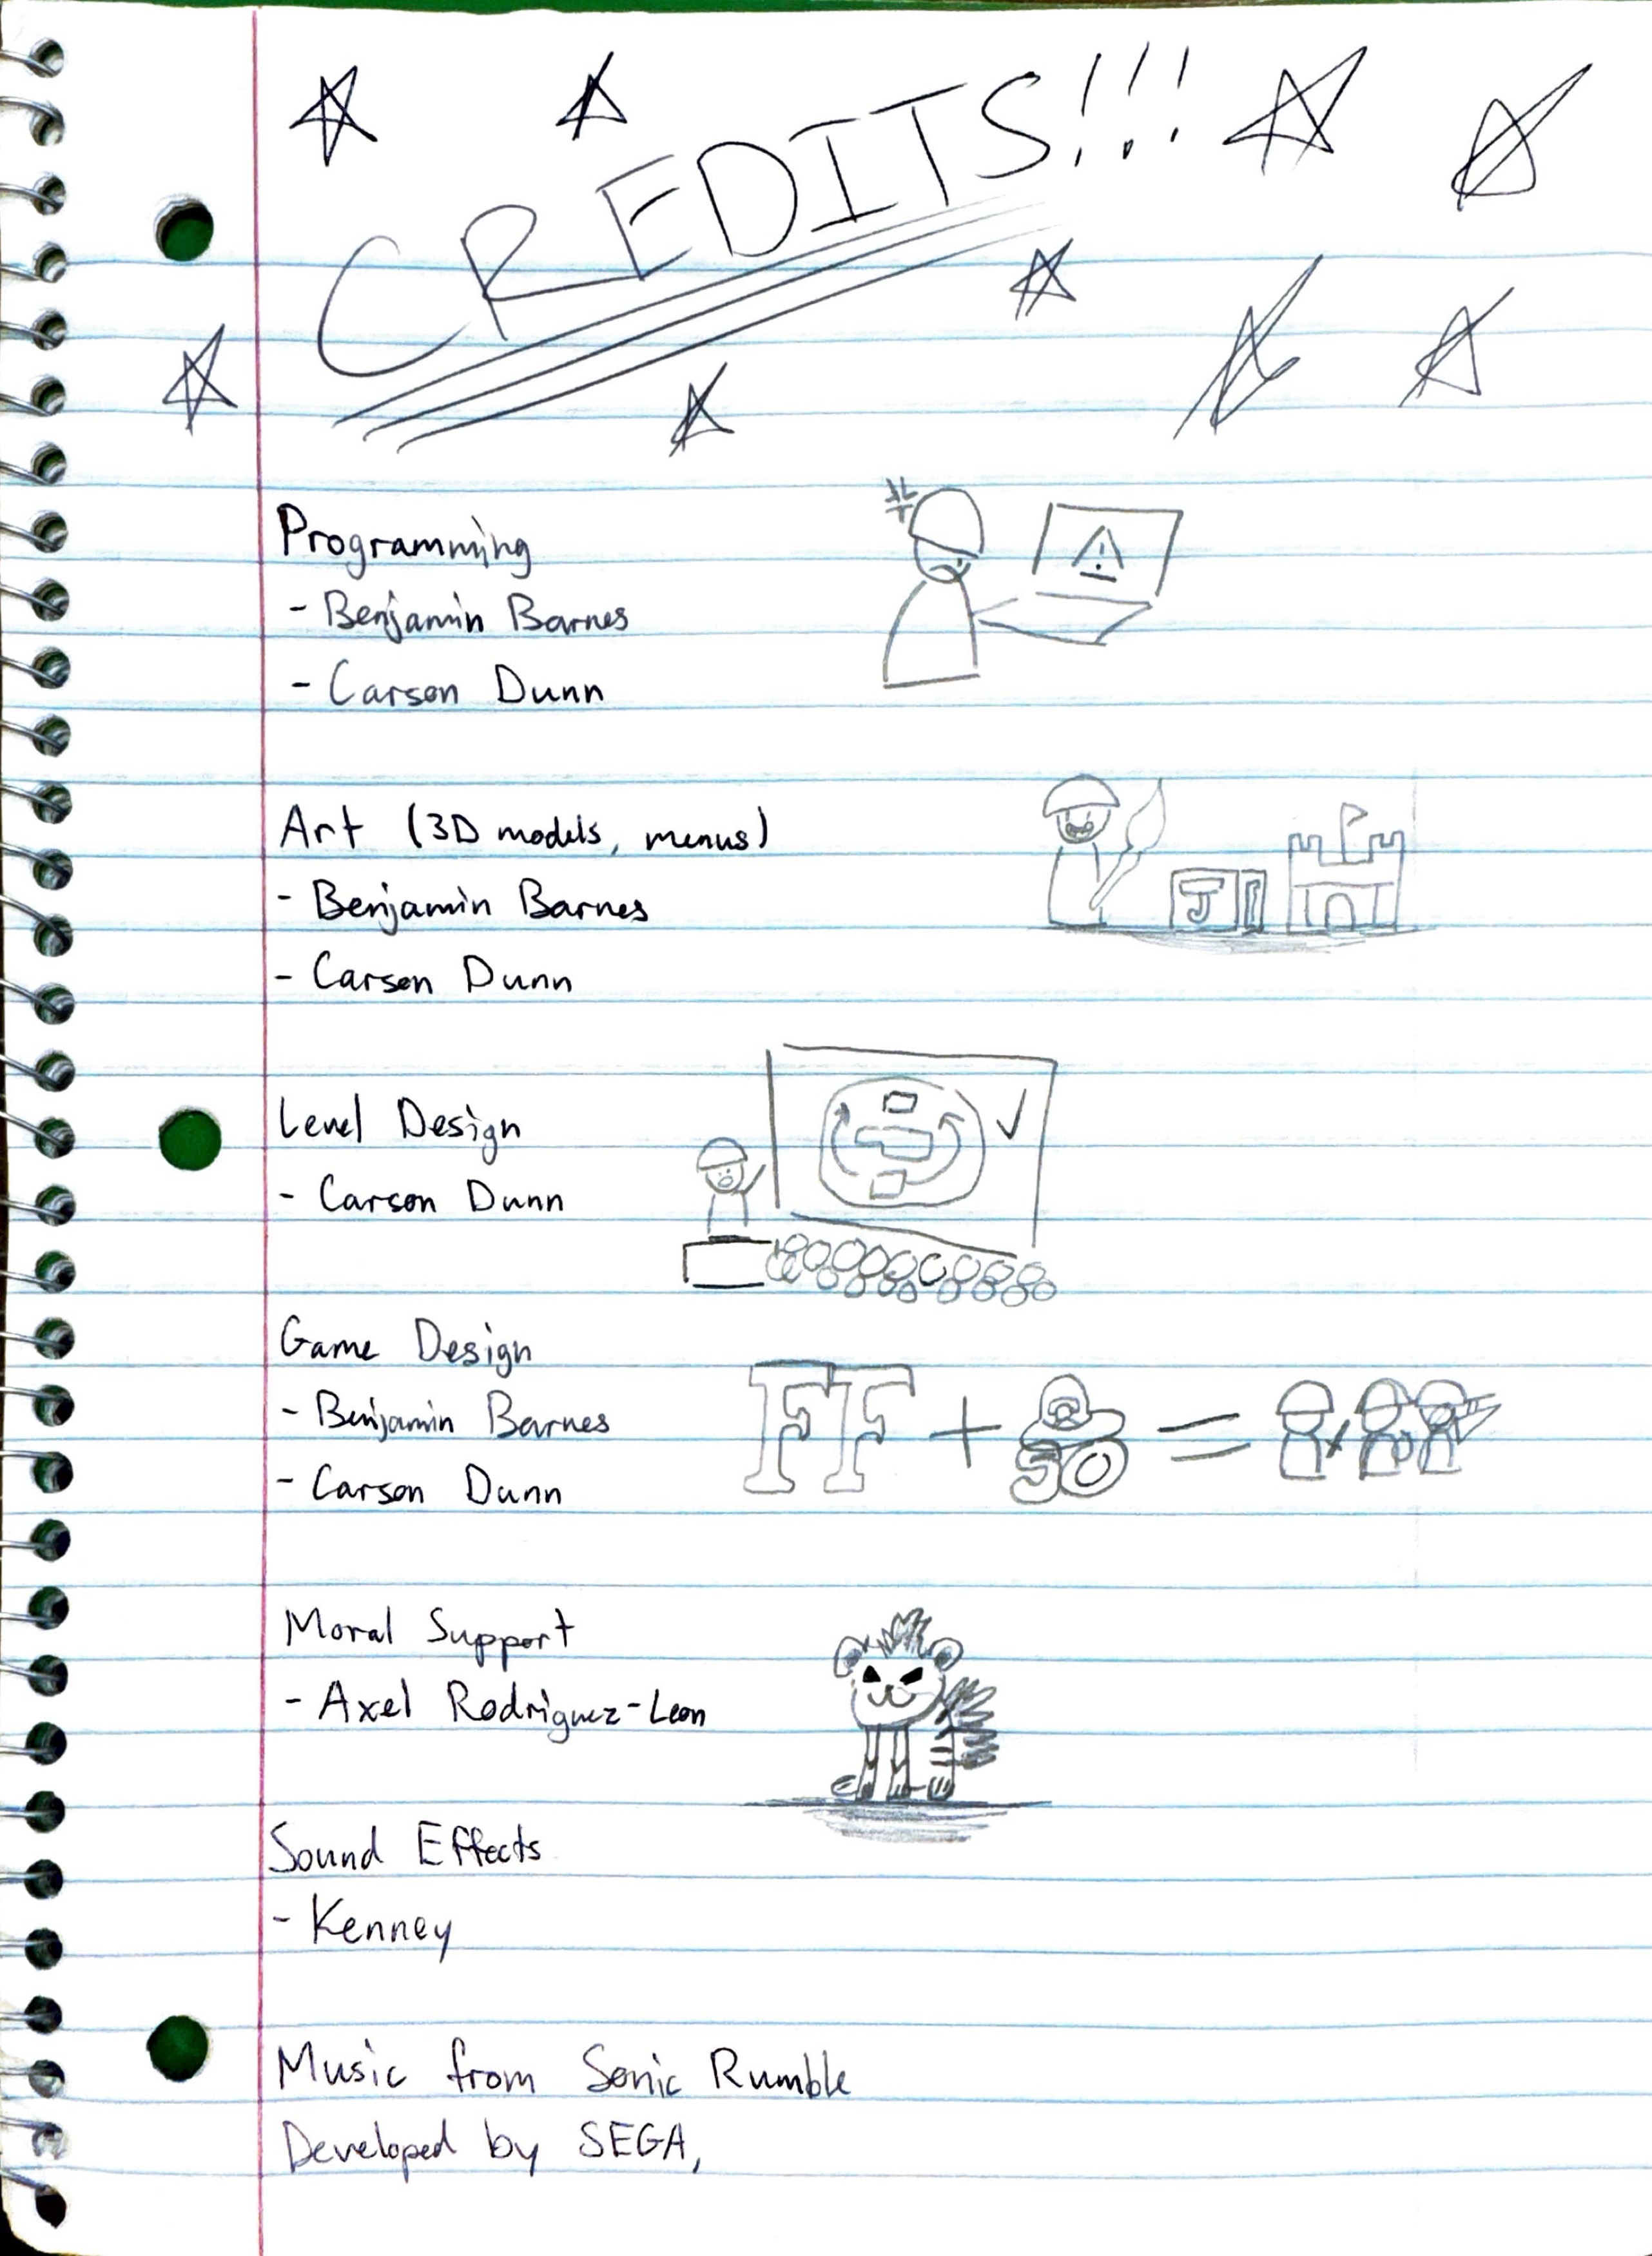 CREDITS!!!
Programming
- Benjamin Barnes
- Carson Dunn
Art (3D models, menus)
- Benjamin Barnes
- Carson Dunn
Level Design
- Carson Dunn
Game Design
- Benjamin Barnes
- Carson Dunn
FF + 50 =
Moral Support
- Axel Rodriguez-Leon
Sound Effects
- Kenney
Music from Sonic Rumble
Developed by SEGA,